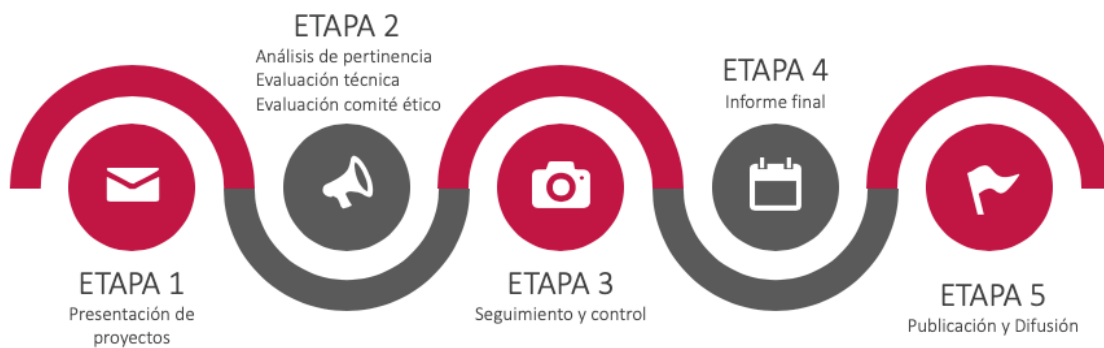 ETAPA 1
Presentación de
proyectos
ETAPA 2
Análisis de pertinencia
Evaluación técnica
Evaluación comité ético
ETAPA 3
Seguimiento y control
ETAPA 4
Informe final
ETAPA 5
Publicación y Difusión